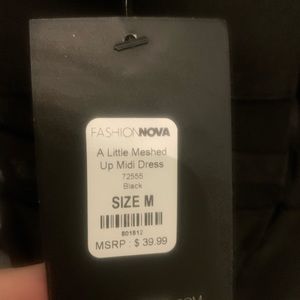 FASHIONNOVA
A Little Meshed
Up Midi Dress
72555
Black
SIZE M
801812
MSRP : $ 39.99